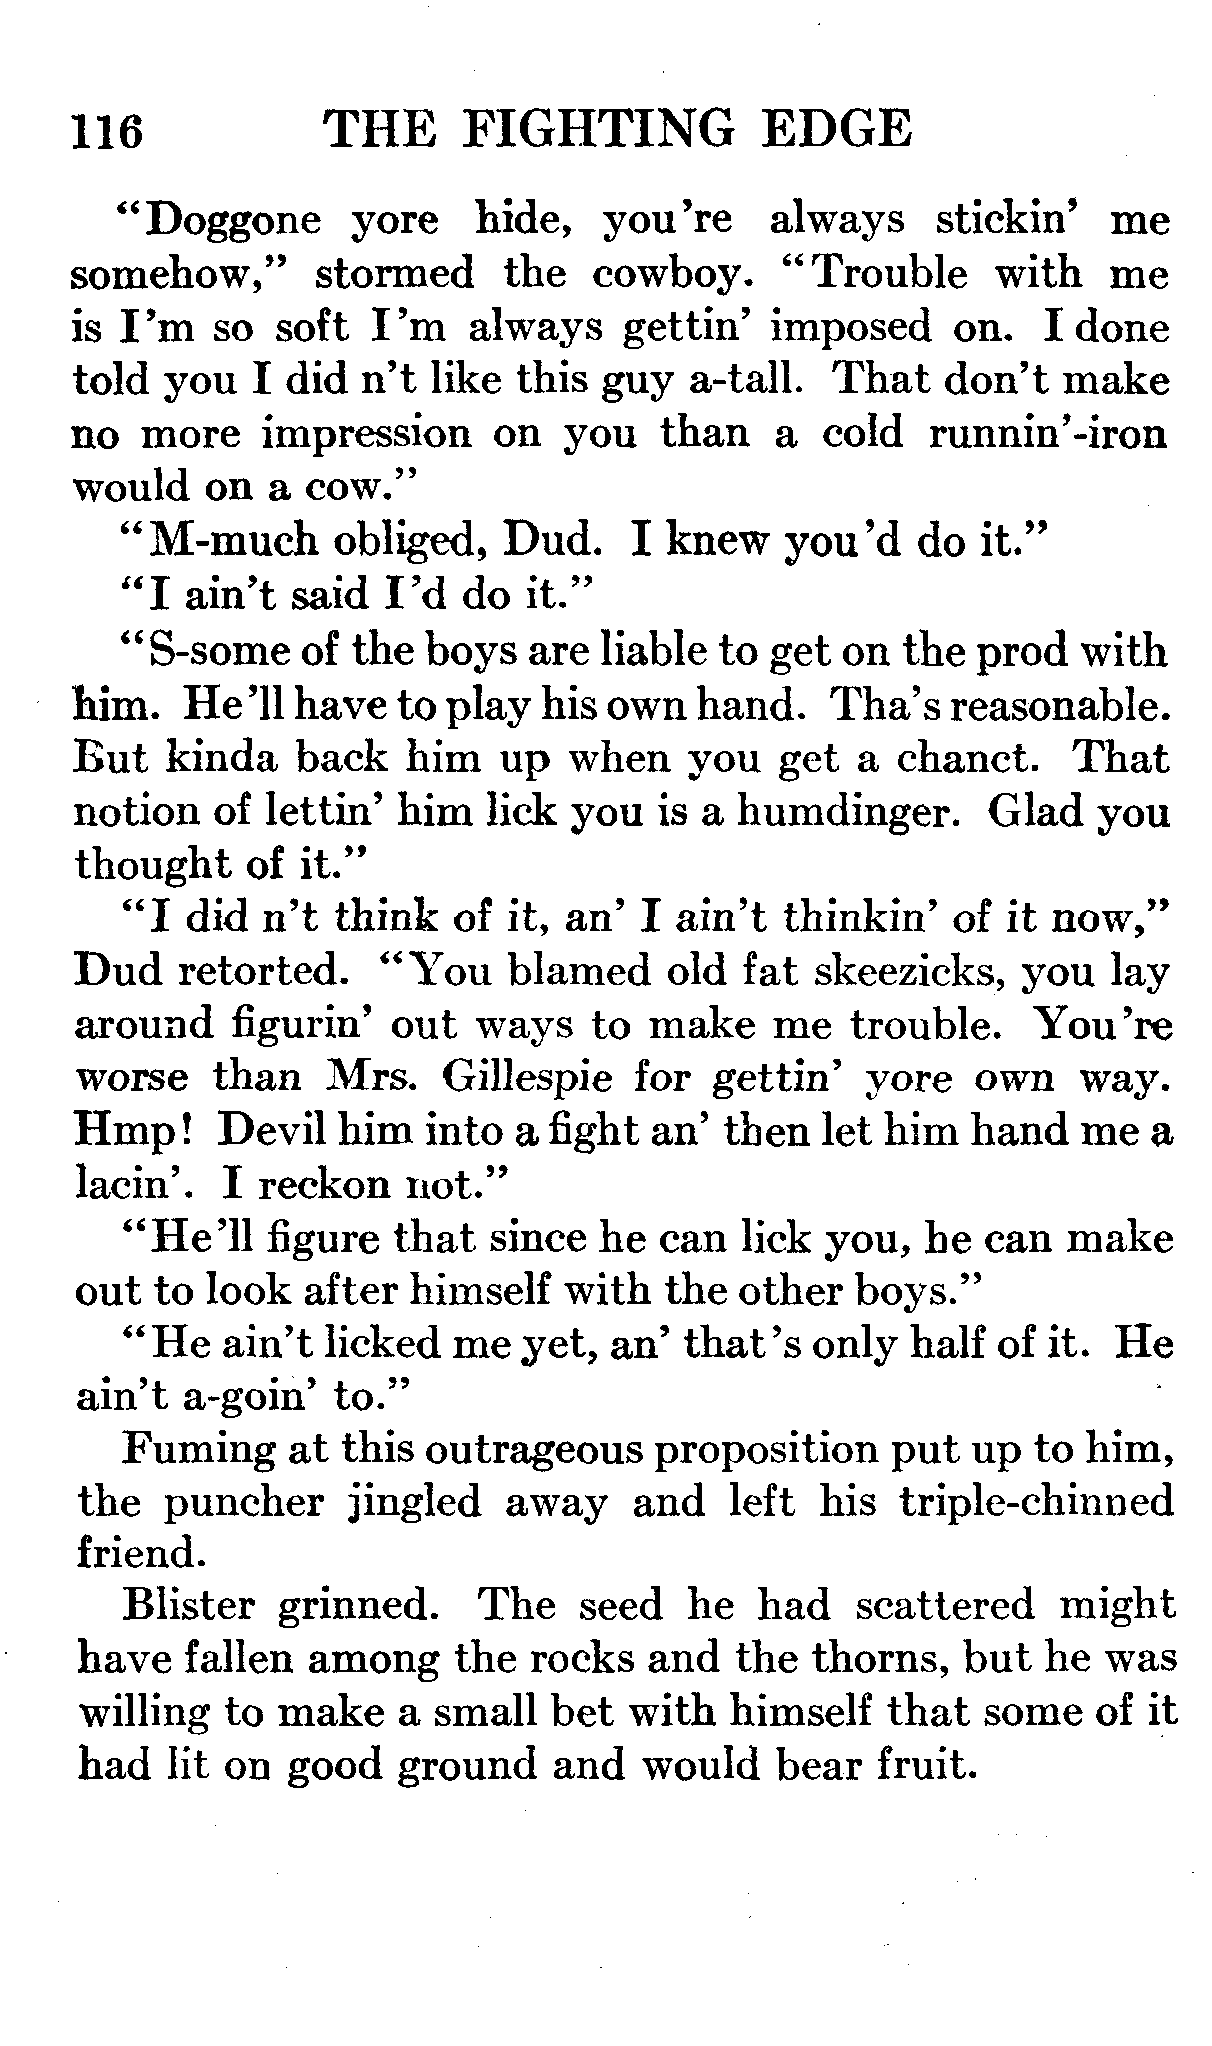 116 THE FIGHTING EDGE
“Doggone yore hide, you’re always stickin’ me
somehow,” stormed the cowboy. “Trouble with me
is I’m so soft I’m always gettin’ imposed on. I done
told you I did n’t like this guy a-tall. That don’t make
no more impression on you than a cold runnin’-iron
would on a cow.”
“M-much obliged, Dud. I knew you’d do it.”
“I ain’t said I’d do it.”
“S-some of the boys are liable to get on the prod with
him. He’ll have to play his own hand. Tha’s reasonable.
But kinda back him up when you get a chanct. That
notion of lettin’ him lick you is a humdinger. Glad you
thought of it.”
“I did n’t think of it, an’ I ain’t thinkin’ of it now,”
Dud retorted. “You blamed old fat skeezicks, you lay
around figurin’ out ways to make me trouble. You’re
worse than Mrs. Gillespie for gettin’ yore own way.
Hmp! Devil him into a fight an’ then let him hand me a
lacin’. I reckon not.”
“He’ll figure that since he can lick you, he can make
out to look after himself with the other boys.”
“He ain’t licked me yet, an’ that’s only half of it. He
ain’t a-goin’ to.”
Fuming at this outrageous proposition put up to him,
the puncher jingled away and left his triple-chinned
friend.
Blister grinned. The seed he had scattered might
have fallen among the rocks and the thorns, but he was
willing to make a small bet with himself that some of it
had lit on good ground and would bear fruit.